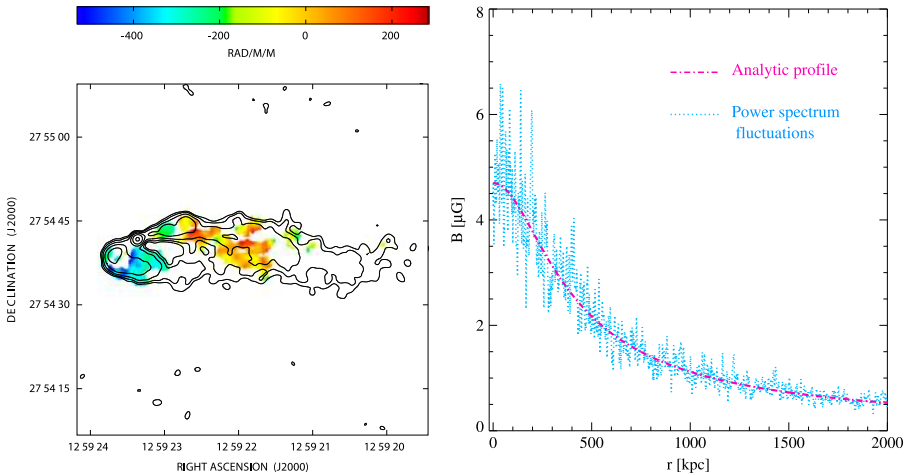 -400 -200 0 200
RAD/M/M
DECLINATION (J2000)
27 55 00
27 54 45
27 54 30
27 54 15
12 59 24 12 59 23 12 59 22 12 59 21 12 59 20
RIGHT ASCENSION (J2000)
B [μG]
8
6
4
2
0
Analytic profile
Power spectrum
fluctuations
0 500 1000 1500 2000
r [kpc]